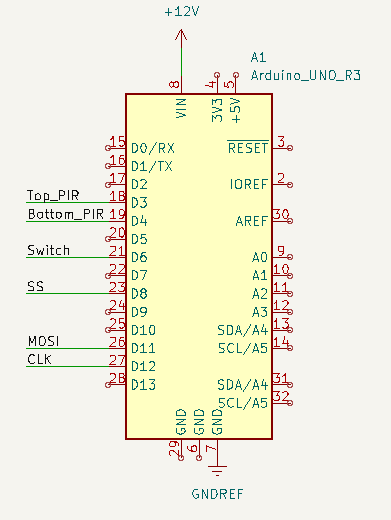 +12V
A1
Arduino_UNO_R3
8
4
5
VIN
3V3
+5V
15 D0/RX RESET 3
16 D1/TX
17 D2 IOREF 2
Top_PIR 18 D3
Bottom_PIR 19 D4 AREF 30
20 D5
Switch 21 D6 A0 9
22 D7 A1 10
SS 23 D8 A2 11
24 D9 A3 12
25 D10 SDA/A4 13
MOSI 26 D11 SCL/A5 14
CLK 27 D12
28 D13 SDA/A4 31
SCL/A5 32
GND
GND
GND
29
6
7
GNDREF